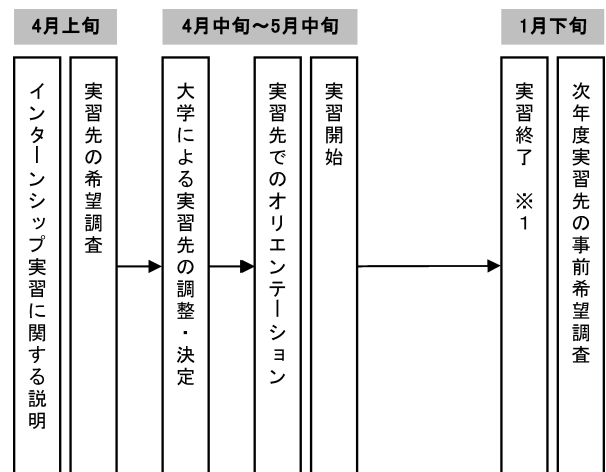 4月上旬
4月中旬～5月中旬
1月下旬
インターンシップ実習に関する説明
実習先の希望調査
大学による実習先の調整・決定
実習先でのオリエンテーション
実習開始
実習終了　※1
次年度実習先の事前希望調査